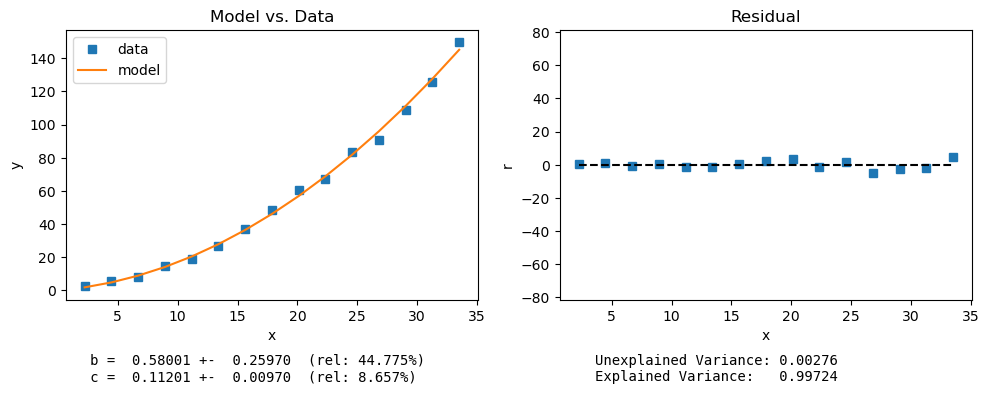 Model vs. Data
data
model
140
120
100
80
60
40
20
0
y
5
10
15
20
25
30
35
x
Residual
80
60
40
20
0
−20
−40
−60
−80
r
5
10
15
20
25
30
35
x
b =  0.58001 +-  0.25970  (rel: 44.775%)
c =  0.11201 +-  0.00970  (rel: 8.657%)
Unexplained Variance: 0.00276
Explained Variance:   0.99724